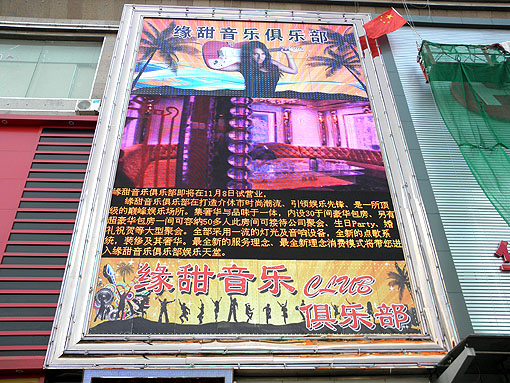 缘甜音乐俱乐部
缘甜音乐俱乐部即将在11月8日试营业。
缘甜音乐俱乐部在打造介休市时尚潮流、引领娱乐先锋、是一所顶
级的巅峰娱乐场所。集奢华与品味于一体，内设30于间豪华包房、另有
超豪华包房一间可容约50多人此房间可接待公司聚会、生日Party、婚
礼祝贺等大型聚会。全部采用一流的灯光及音响设备，全新的点歌系
统，装修及其奢华。最全新的服务理念、最全新理念消费模式将带您进
入缘甜音乐俱乐部娱乐天堂。
缘甜音乐 CLUB
俱乐部